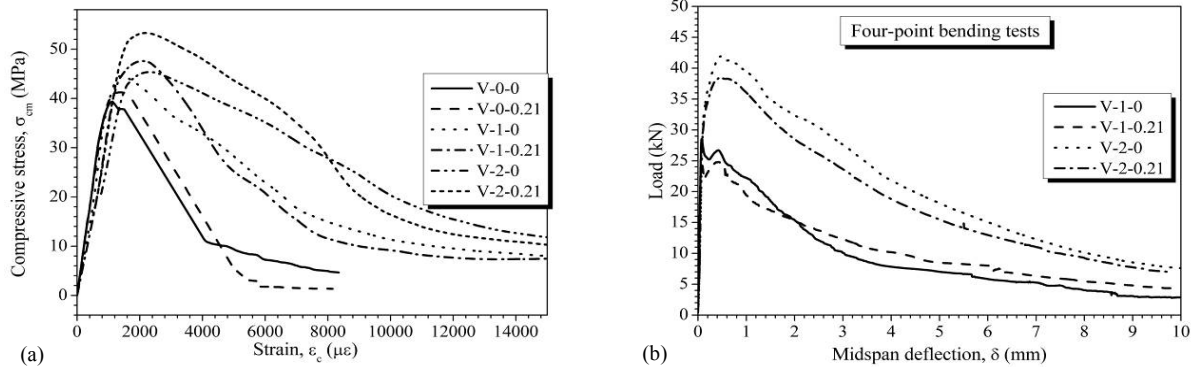 Compressive stress, σcm (MPa)
50
40
30
20
10
0
V-0-0
V-0-0.21
V-1-0
V-1-0.21
V-2-0
V-2-0.21
0 2000 4000 6000 8000 10000 12000 14000
Strain, εc (με)
(a)
Four-point bending tests
Load (kN)
50
45
40
35
30
25
20
15
10
5
0
V-1-0
V-1-0.21
V-2-0
V-2-0.21
0 1 2 3 4 5 6 7 8 9 10
Midspan deflection, δ (mm)
(b)